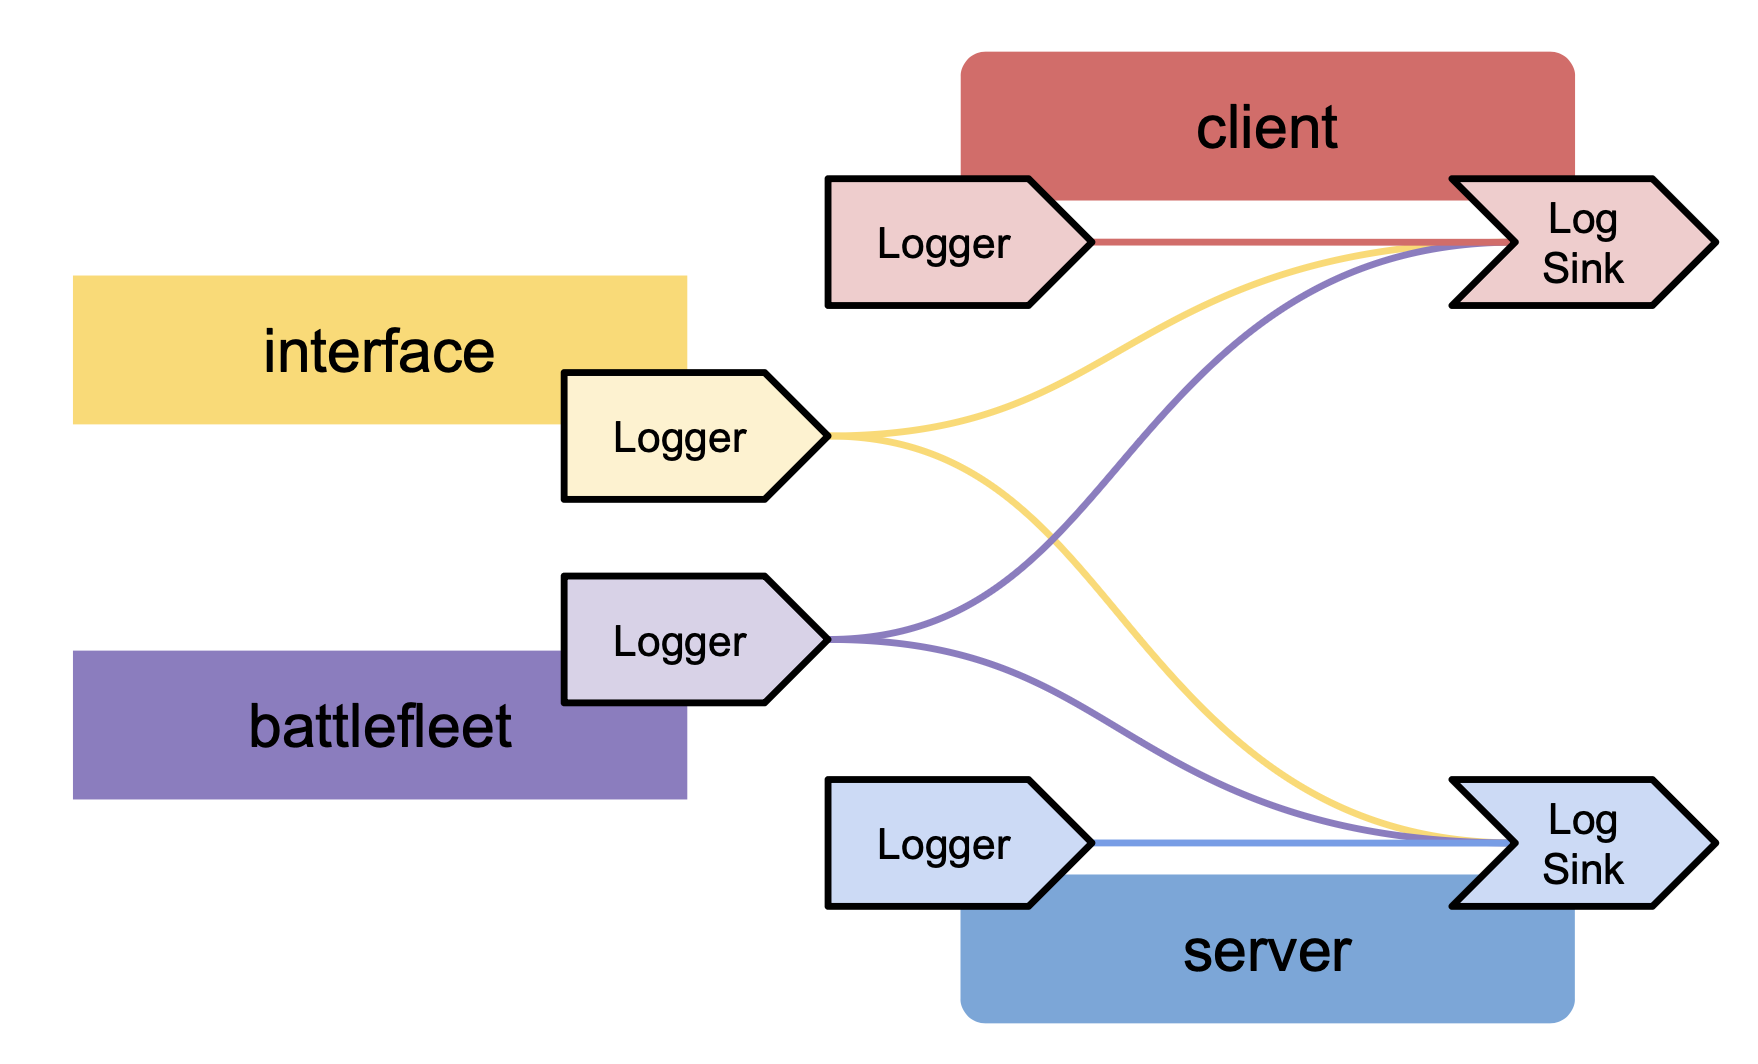 client
Logger
Log
Sink
interface
Logger
Logger
battlefleet
Logger
Log
Sink
server